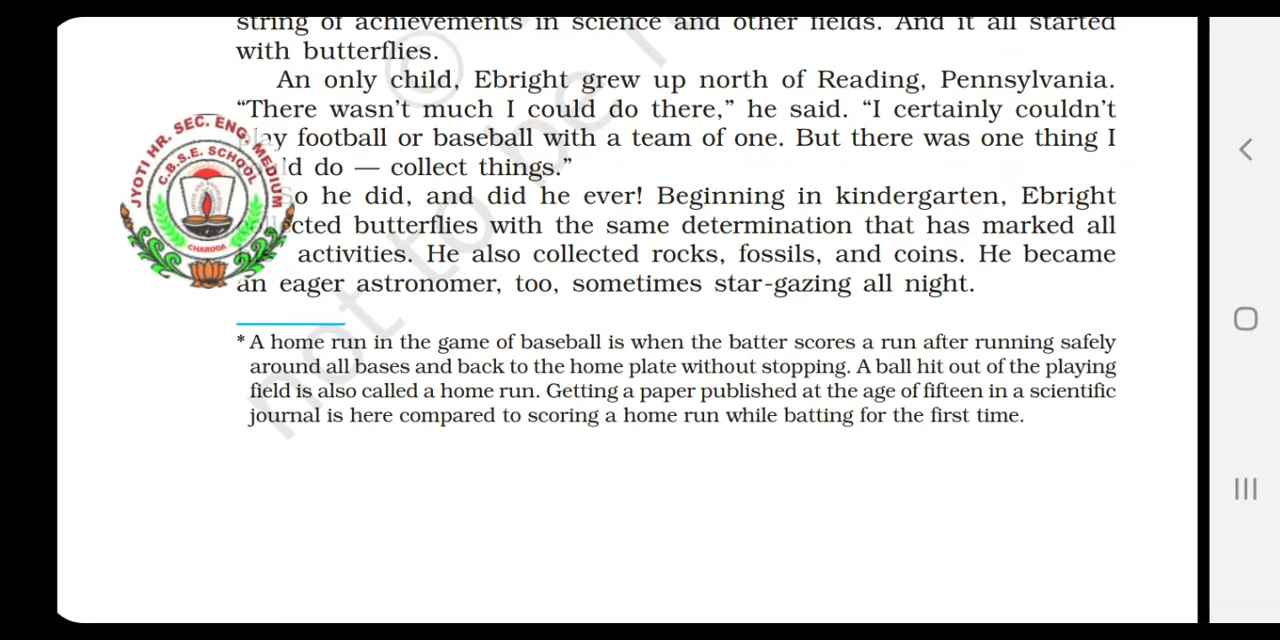 string of achievements in science and other fields. And it all started
with butterflies.
An only child, Ebright grew up north of Reading, Pennsylvania.
“There wasn't much I could do there,” he said. “I certainly couldn't
play football or baseball with a team of one. But there was one thing I
d do — collect things.”
So he did, and did he ever! Beginning in kindergarten, Ebright
cted butterflies with the same determination that has marked all
activities. He also collected rocks, fossils, and coins. He became
an eager astronomer, too, sometimes star-gazing all night.
* A home run in the game of baseball is when the batter scores a run after running safely
around all bases and back to the home plate without stopping. A ball hit out of the playing
field is also called a home run. Getting a paper published at the age of fifteen in a scientific
journal is here compared to scoring a home run while batting for the first time.
JYOTI HR. SEC. ENG. MEDIUM
C.B.S.E. SCHOOL
CHARODA
©
not to be r